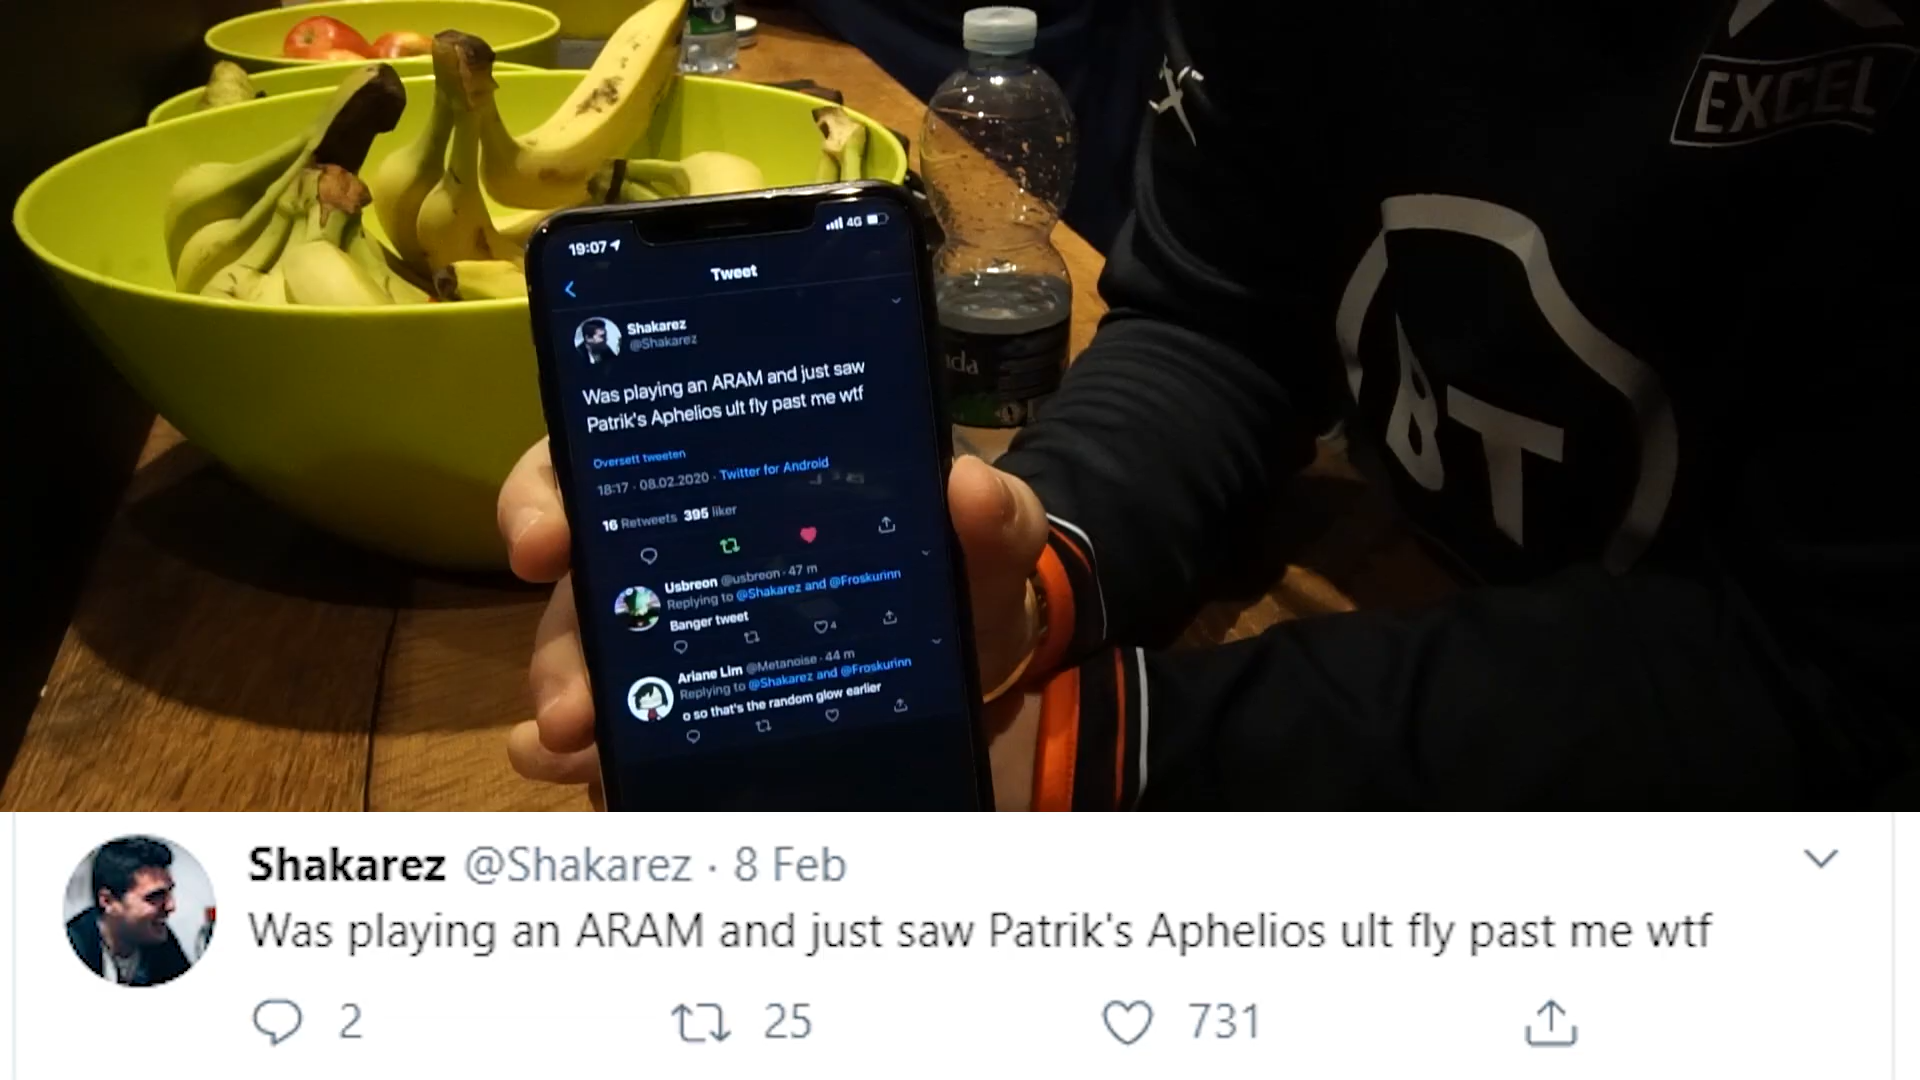 EXCEL
BT
19:07
4G
Tweet
Shakarez
@Shakarez
Was playing an ARAM and just saw
Patrik's Aphelios ult fly past me wtf
Oversett tweeten
18:17 · 08.02.2020 · Twitter for Android
16 Retweets 395 liker
Usbreon @usbreon · 47 m
Replying to @Shakarez and @Froskurinn
Banger tweet
4
Ariane Lim @Metanoise · 44 m
Replying to @Shakarez and @Froskurinn
o so that's the random glow earlier
Shakarez @Shakarez · 8 Feb
Was playing an ARAM and just saw Patrik's Aphelios ult fly past me wtf
2 25 731